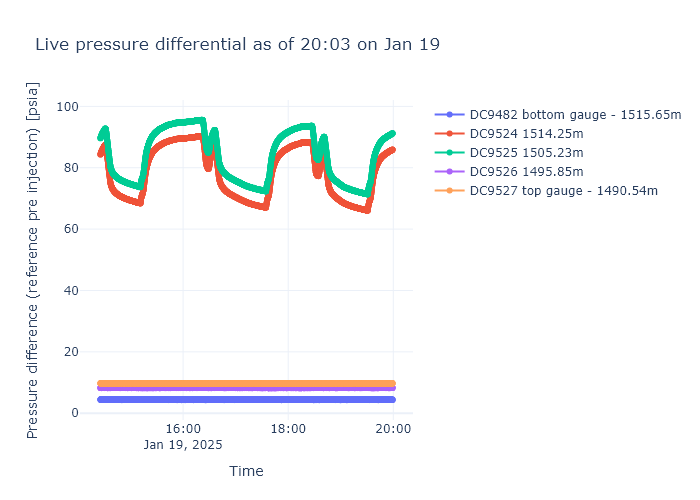 Live pressure differential as of 20:03 on Jan 19
Pressure difference (reference pre injection) [psia]
100
80
60
40
20
0
16:00
Jan 19, 2025
18:00
20:00
Time
DC9482 bottom gauge - 1515.65m
DC9524 1514.25m
DC9525 1505.23m
DC9526 1495.85m
DC9527 top gauge - 1490.54m